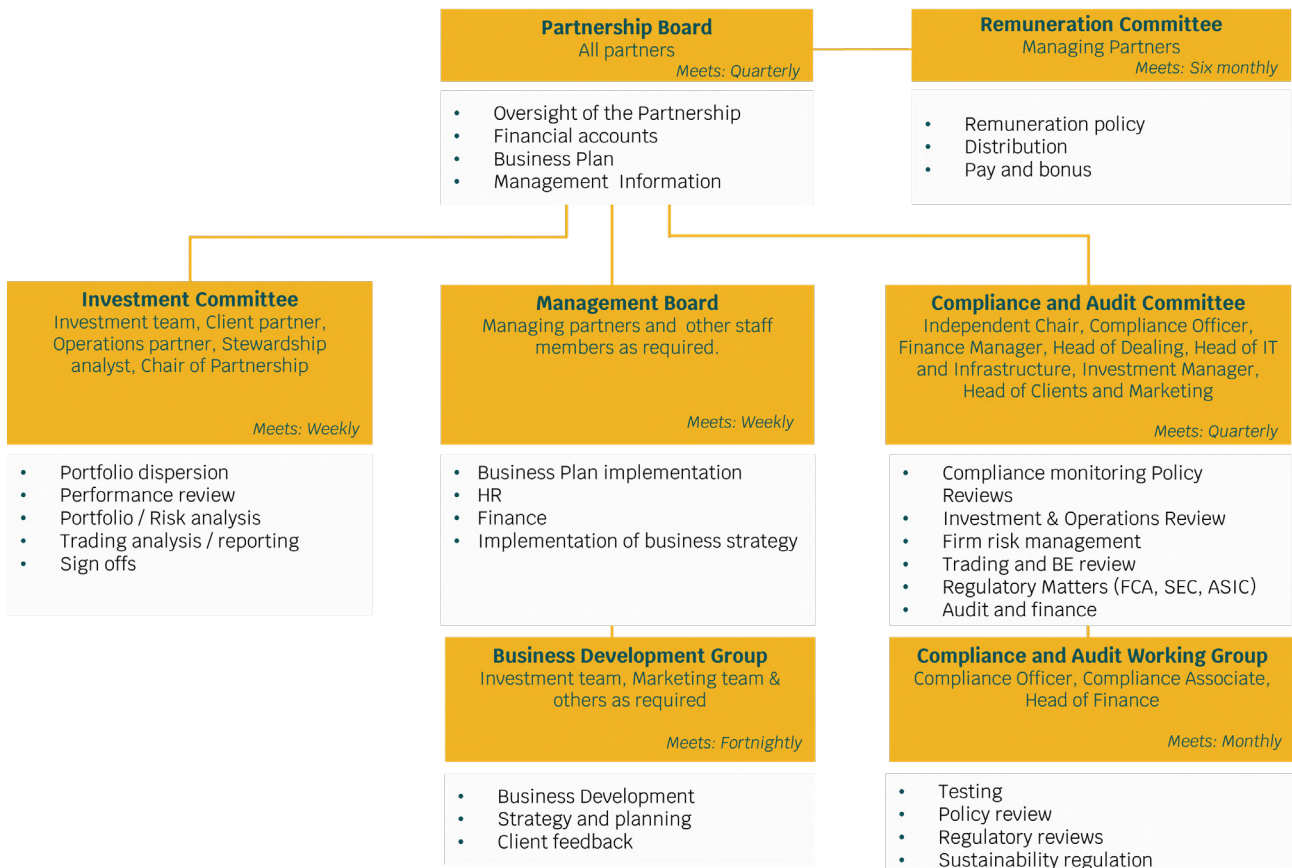 Partnership Board
All partners
Meets: Quarterly
Remuneration Committee
Managing Partners
Meets: Six monthly
• Oversight of the Partnership
• Financial accounts
• Business Plan
• Management Information
• Remuneration policy
• Distribution
• Pay and bonus
Investment Committee
Investment team, Client partner,
Operations partner, Stewardship
analyst, Chair of Partnership
Meets: Weekly
Management Board
Managing partners and other staff
members as required.
Meets: Weekly
Compliance and Audit Committee
Independent Chair, Compliance Officer,
Finance Manager, Head of Dealing, Head of IT
and Infrastructure, Investment Manager,
Head of Clients and Marketing
Meets: Quarterly
• Portfolio dispersion
• Performance review
• Portfolio / Risk analysis
• Trading analysis / reporting
• Sign offs
• Business Plan implementation
• HR
• Finance
• Implementation of business strategy
• Compliance monitoring Policy
Reviews
• Investment & Operations Review
• Firm risk management
• Trading and BE review
• Regulatory Matters (FCA, SEC, ASIC)
• Audit and finance
Business Development Group
Investment team, Marketing team &
others as required
Meets: Fortnightly
Compliance and Audit Working Group
Compliance Officer, Compliance Associate,
Head of Finance
Meets: Monthly
• Business Development
• Strategy and planning
• Client feedback
• Testing
• Policy review
• Regulatory reviews
• Sustainability regulation